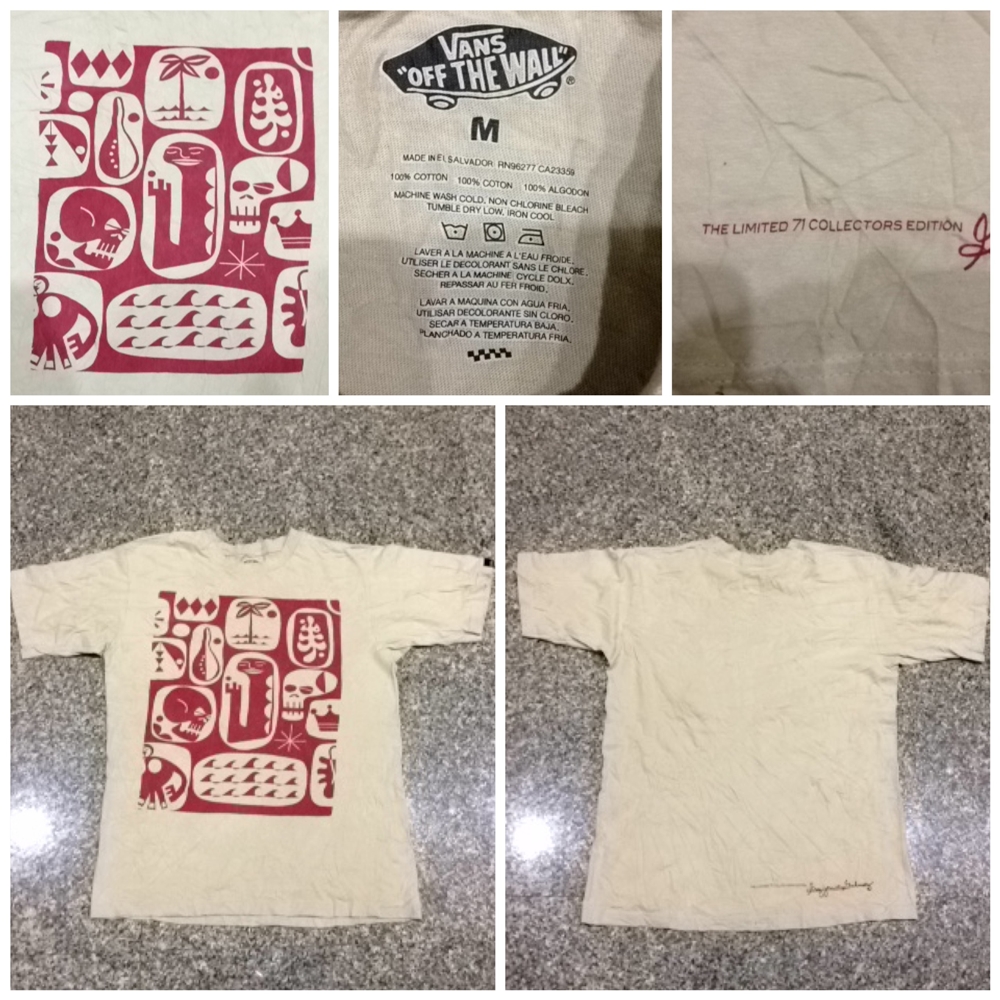 VANS
"OFF THE WALL"®
M
MADE IN EL SALVADOR RN96277 CA23359
100% COTTON 100% COTON 100% ALGODON
MACHINE WASH COLD, NON CHLORINE BLEACH
TUMBLE DRY LOW, IRON COOL
LAVER A LA MACHINE A L'EAU FROIDE.
UTILISER LE DECOLORANT SANS LE CHLORE.
SECHER A LA MACHINE: CYCLE DOLX.
REPASSAR AU FER FROID.
LAVAR A MAQUINA CON AGUA FRIA.
UTILISAR DECOLORANTE SIN CLORO.
SECAR A TEMPERATURA BAJA.
PLANCHADO A TEMPERATURA FRIA.
THE LIMITED 71 COLLECTORS EDITION